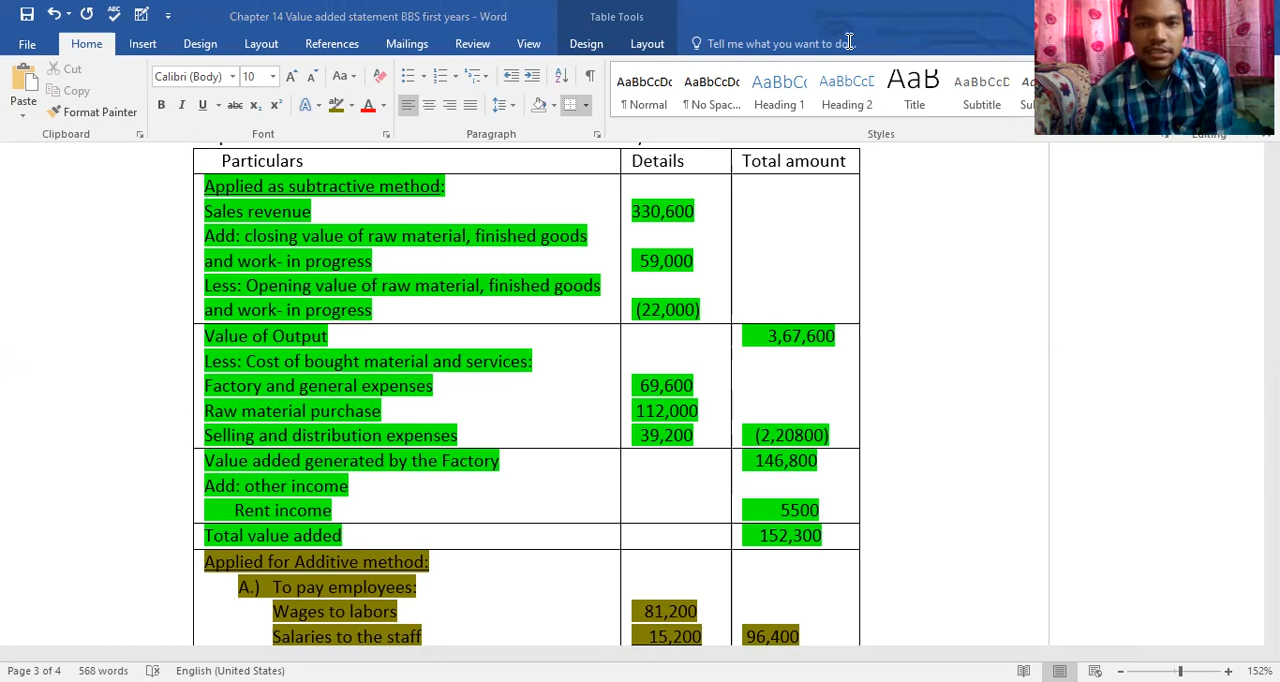 Chapter 14 Value added statement BBS first years - Word
Table Tools
File Home Insert Design Layout References Mailings Review View Design Layout Tell me what you want to do...
Cut
Copy
Format Painter
Paste
Calibri (Body) 10
AaBbCcDc AaBbCcDc AaBbCc AaBbCcD AaB AaBbCcD
¶ Normal ¶ No Spac... Heading 1 Heading 2 Title Subtitle Su
Clipboard Font Paragraph Styles Editing
Particulars Details Total amount
Applied as subtractive method:
Sales revenue 330,600
Add: closing value of raw material, finished goods
and work- in progress 59,000
Less: Opening value of raw material, finished goods
and work- in progress (22,000)
Value of Output 3,67,600
Less: Cost of bought material and services:
Factory and general expenses 69,600
Raw material purchase 112,000
Selling and distribution expenses 39,200 (2,20800)
Value added generated by the Factory 146,800
Add: other income
Rent income 5500
Total value added 152,300
Applied for Additive method:
A.) To pay employees:
Wages to labors 81,200
Salaries to the staff 15,200 96,400
Page 3 of 4 568 words English (United States) 152%